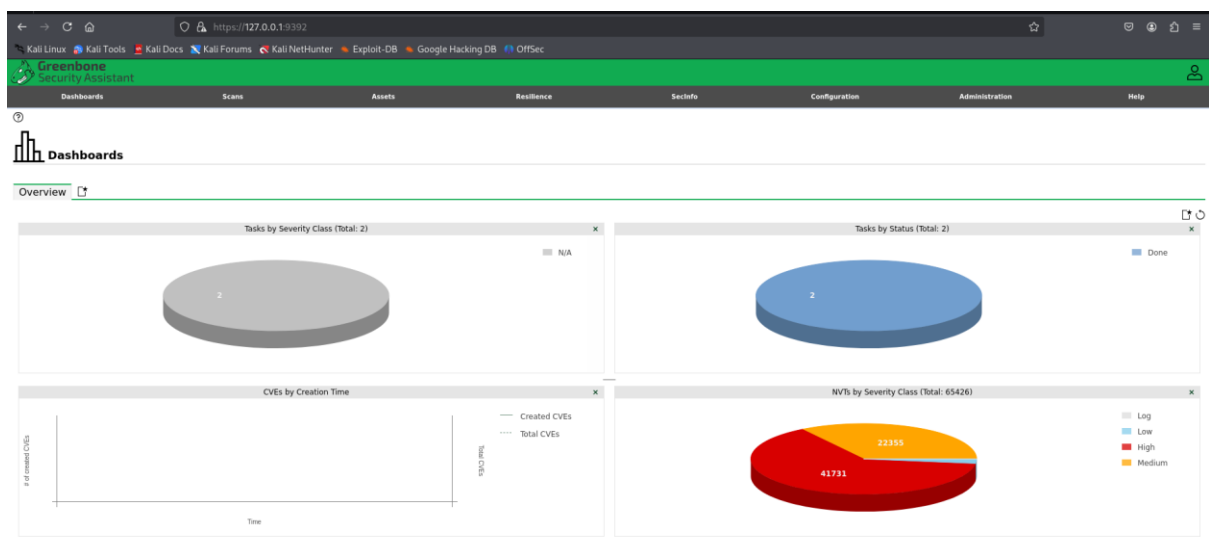 https://127.0.0.1:9392
Kali Linux Kali Tools Kali Docs Kali Forums Kali NetHunter Exploit-DB Google Hacking DB OffSec
Greenbone
Security Assistant
Dashboards Scans Assets Resilience SecInfo Configuration Administration Help
Dashboards
Overview
Tasks by Severity Class (Total: 2)
N/A
2
Tasks by Status (Total: 2)
Done
2
CVEs by Creation Time
Created CVEs
Total CVEs
# of created CVEs
Total CVEs
Time
NVTs by Severity Class (Total: 65426)
Log
Low
High
Medium
22355
41731